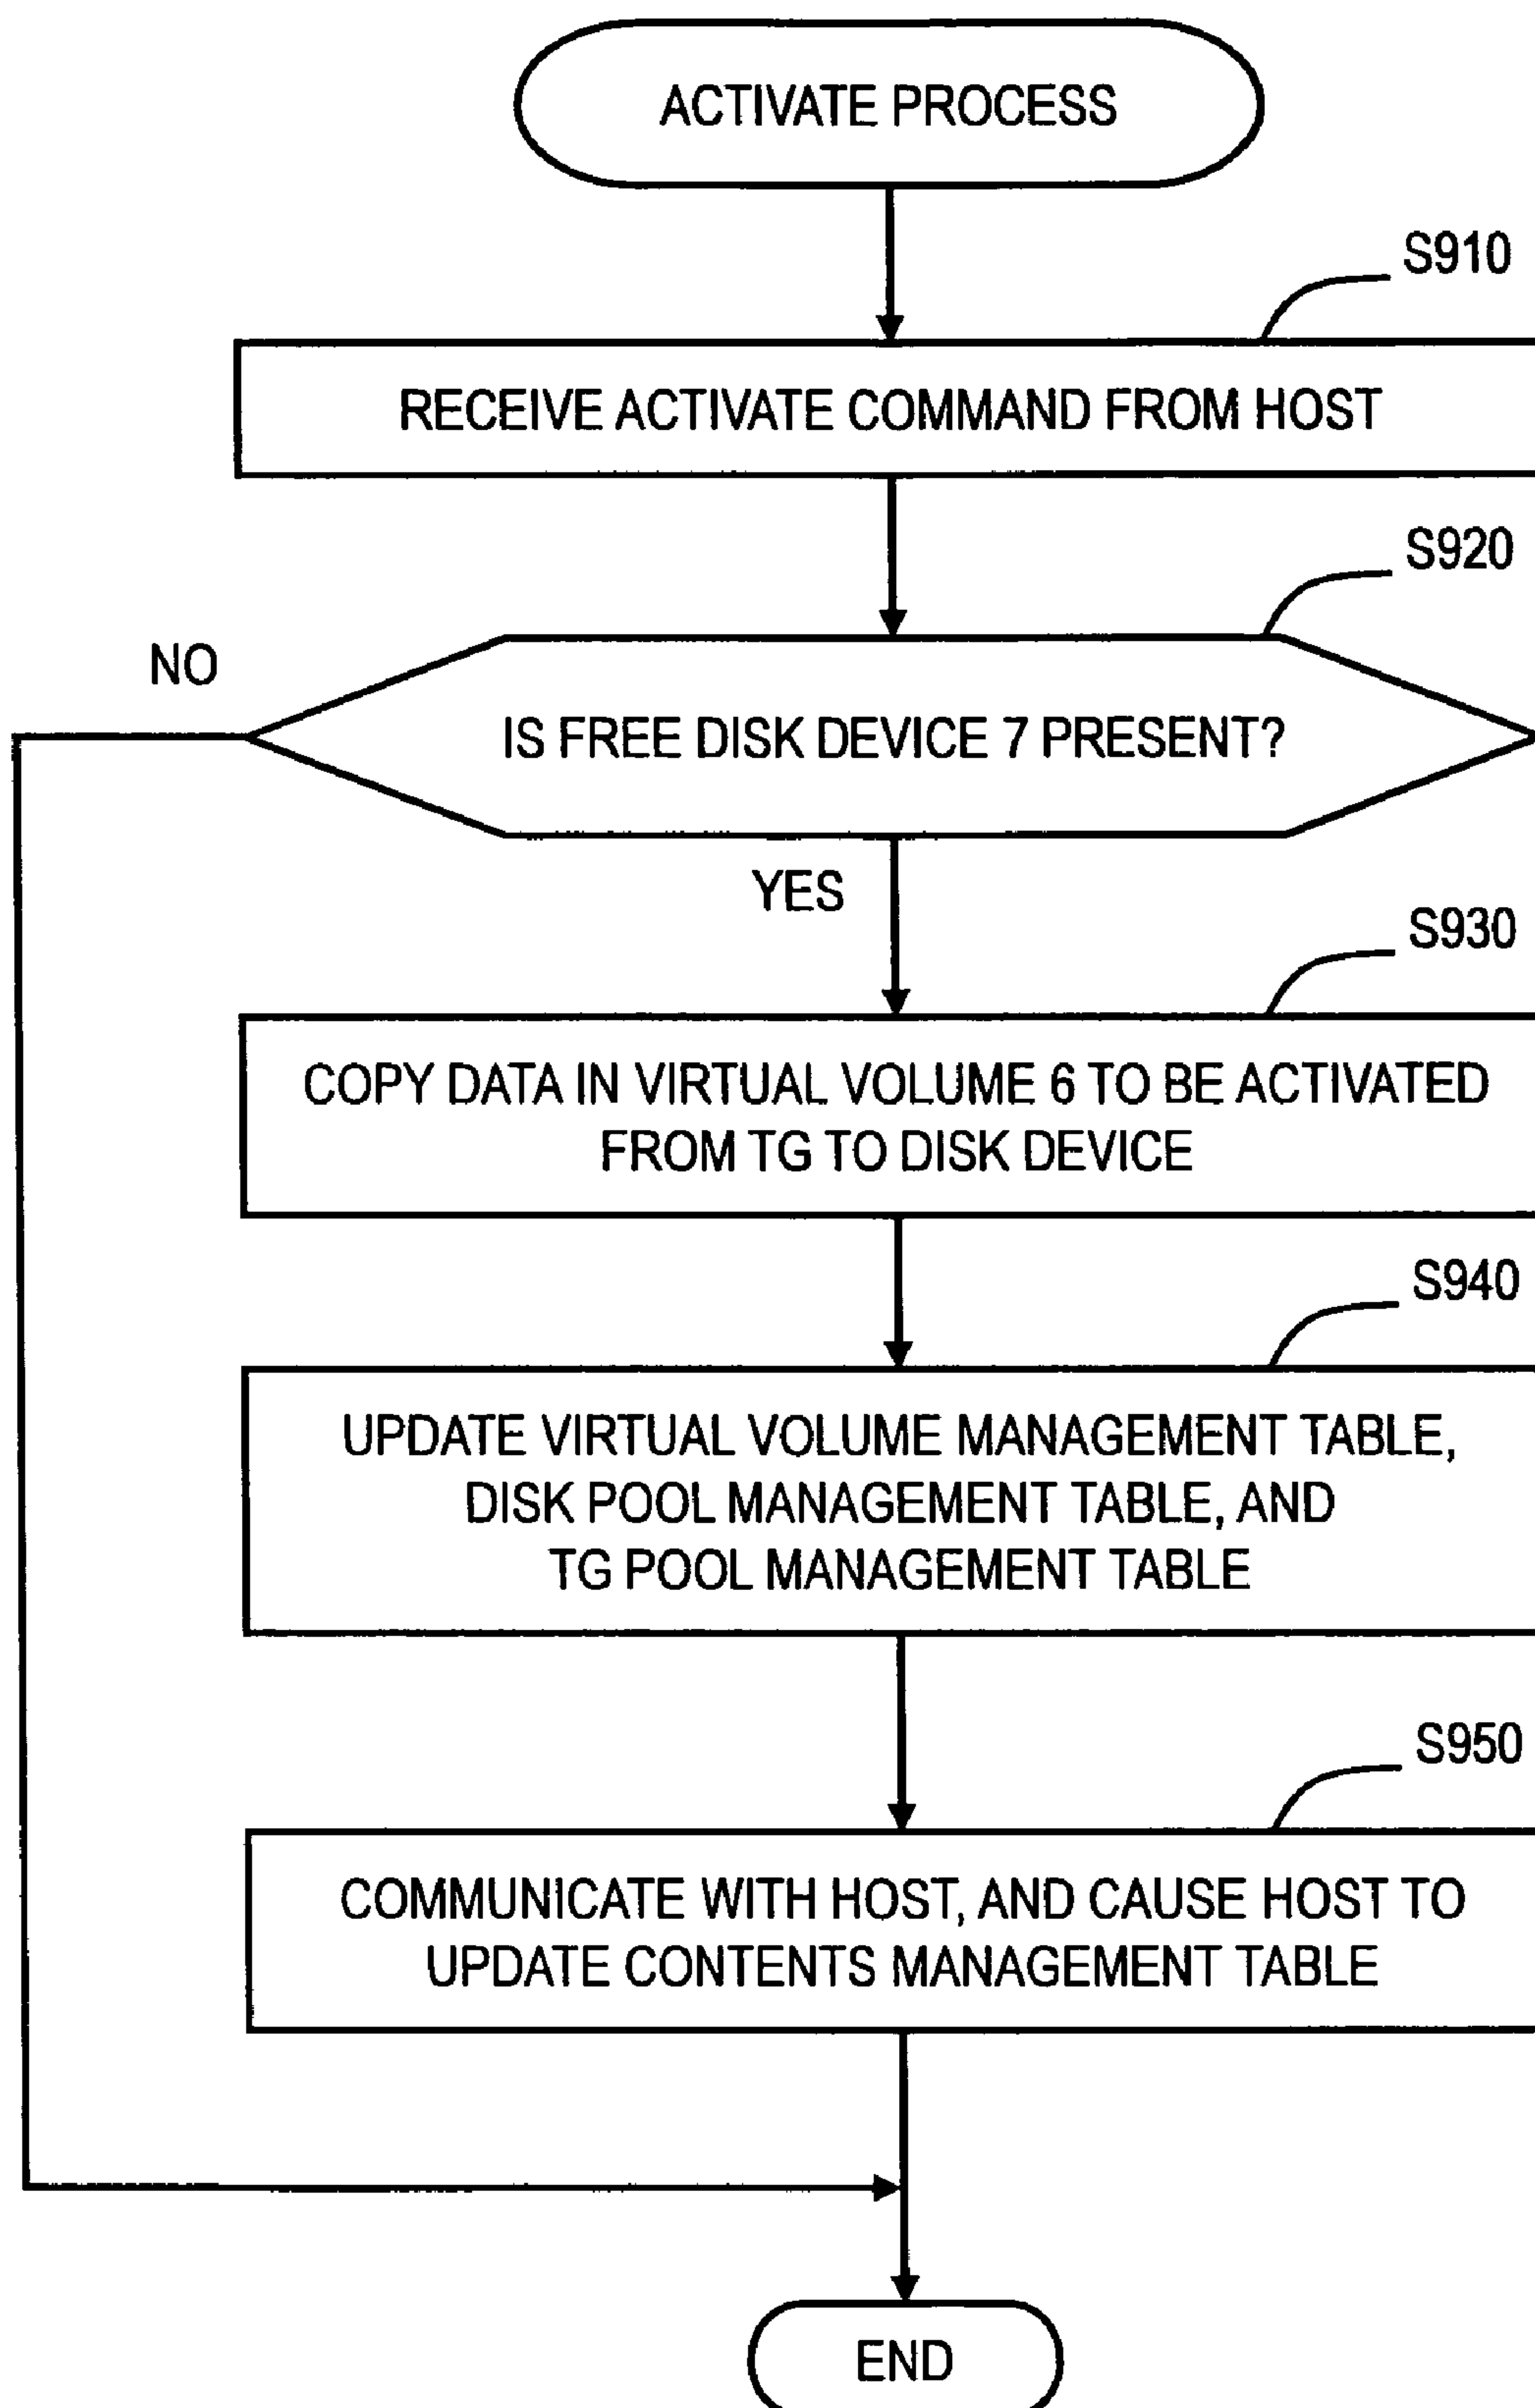 ACTIVATE PROCESS
S910
RECEIVE ACTIVATE COMMAND FROM HOST
S920
NO
IS FREE DISK DEVICE 7 PRESENT?
YES
S930
COPY DATA IN VIRTUAL VOLUME 6 TO BE ACTIVATED
FROM TG TO DISK DEVICE
S940
UPDATE VIRTUAL VOLUME MANAGEMENT TABLE,
DISK POOL MANAGEMENT TABLE, AND
TG POOL MANAGEMENT TABLE
S950
COMMUNICATE WITH HOST, AND CAUSE HOST TO
UPDATE CONTENTS MANAGEMENT TABLE
END